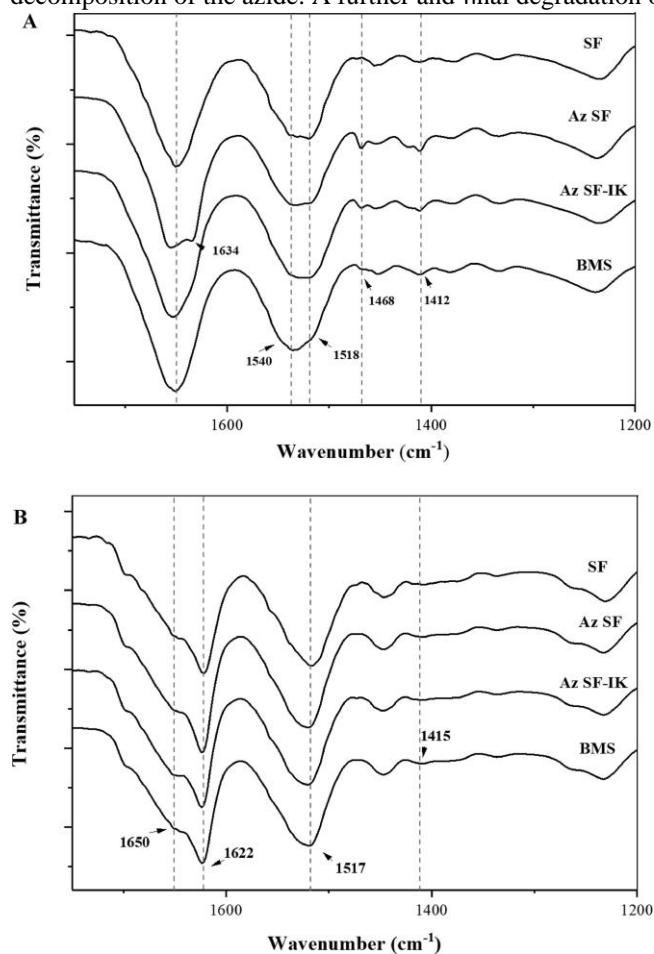 decomposition of the azide. A further and final degradation
A
SF
Az SF
Az SF-IK
BMS
1634
1468
1412
1540
1518
Transmittance (%)
1600
1400
1200
Wavenumber (cm-1)
B
SF
Az SF
Az SF-IK
BMS
1415
1650
1622
1517
Transmittance (%)
1600
1400
1200
Wavenumber (cm-1)